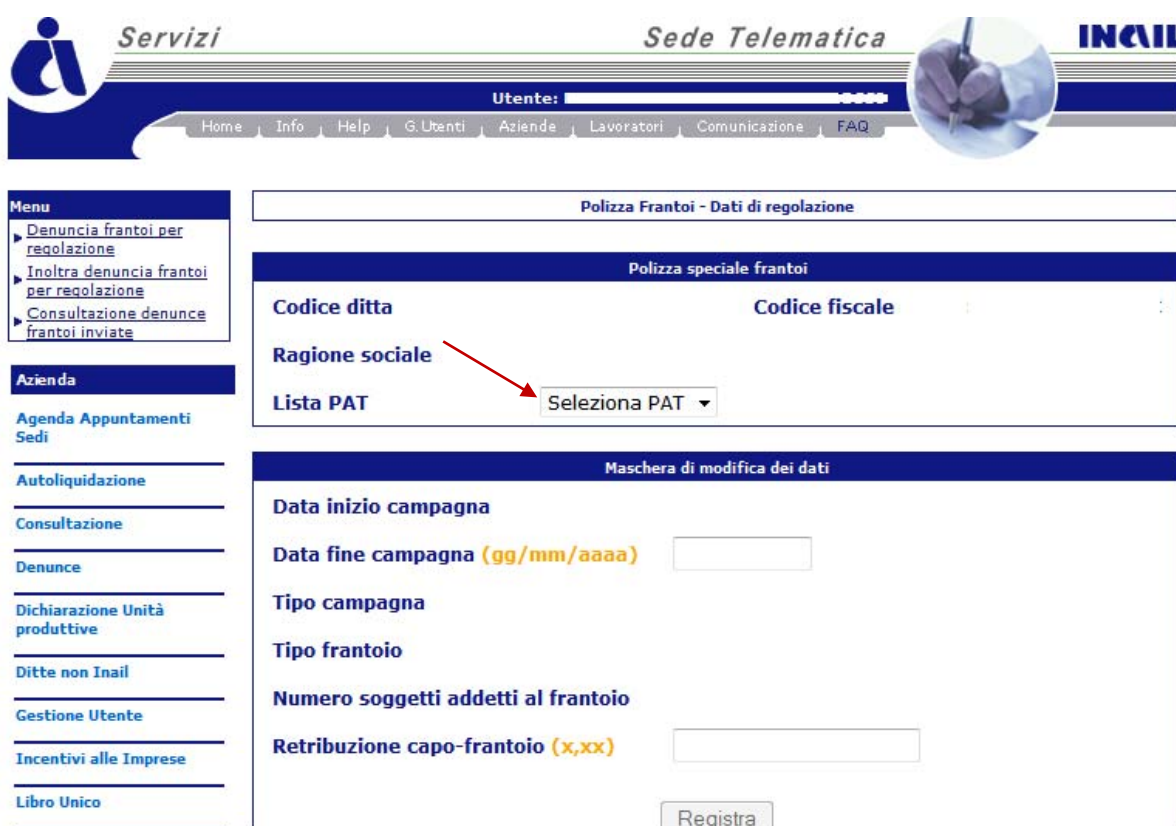 Servizi
Sede Telematica
INAIL
Utente:
Home Info Help G.Utenti Aziende Lavoratori Comunicazione FAQ
Menu
Denuncia frantoi per
regolazione
Inoltra denuncia frantoi
per regolazione
Consultazione denunce
frantoi inviate
Azienda
Agenda Appuntamenti
Sedi
Autoliquidazione
Consultazione
Denunce
Dichiarazione Unità
produttive
Ditte non Inail
Gestione Utente
Incentivi alle Imprese
Libro Unico
Polizza Frantoi - Dati di regolazione
Polizza speciale frantoi
Codice ditta Codice fiscale
Ragione sociale
Lista PAT Seleziona PAT
Maschera di modifica dei dati
Data inizio campagna
Data fine campagna (gg/mm/aaaa)
Tipo campagna
Tipo frantoio
Numero soggetti addetti al frantoio
Retribuzione capo-frantoio (x,xx)
Registra